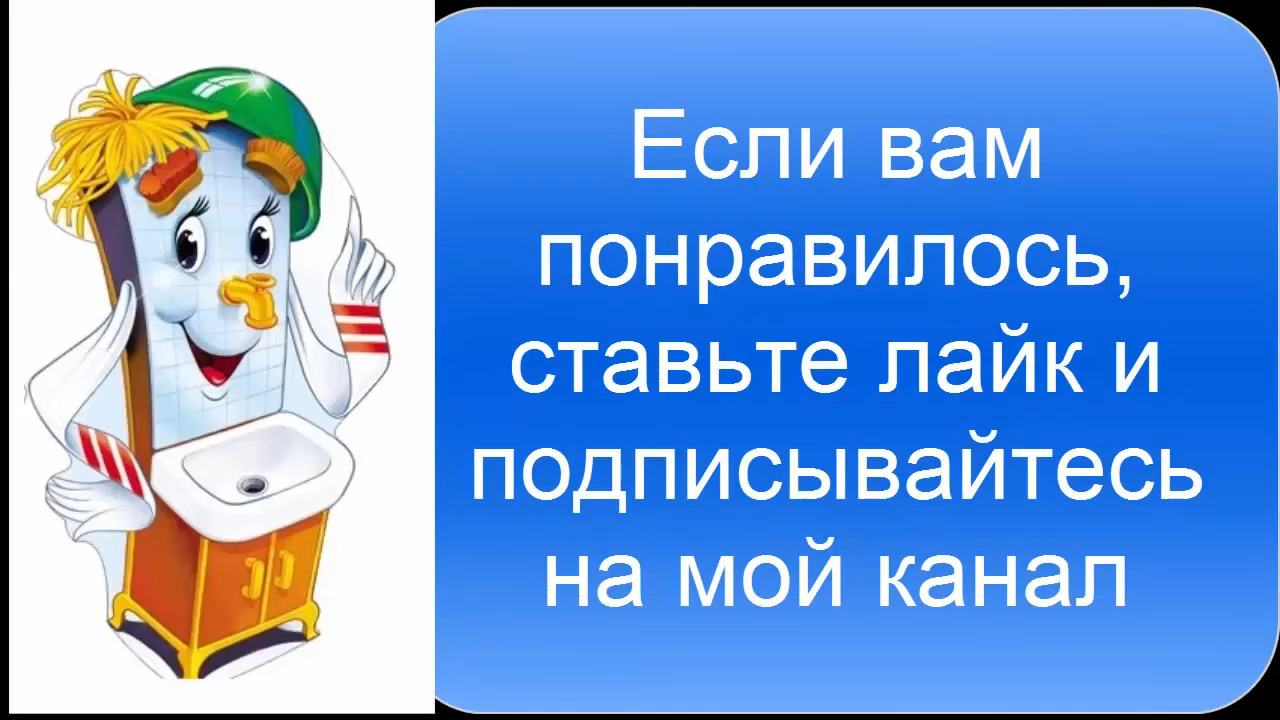 Если вам
понравилось,
ставьте лайк и
подписывайтесь
на мой канал